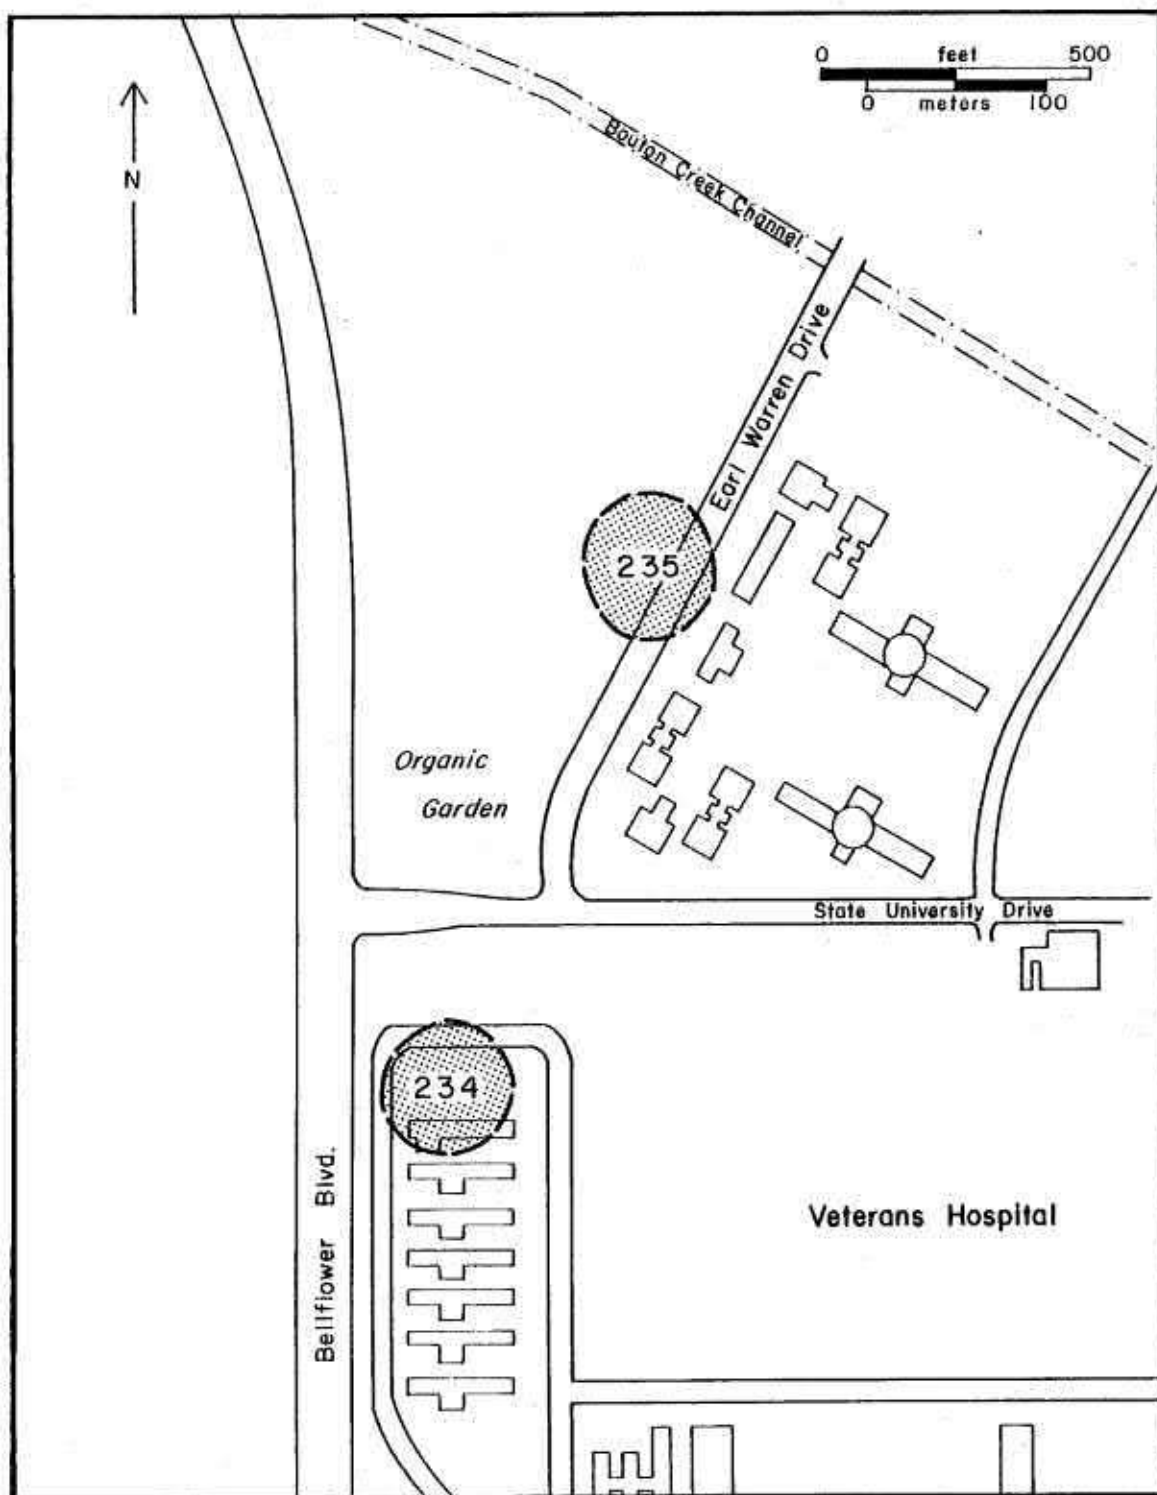 0 feet 500
0 meters 100
N
Bouton Creek Channel
Earl Warren Drive
235
Organic
Garden
State University Drive
234
Bellflower Blvd.
Veterans Hospital